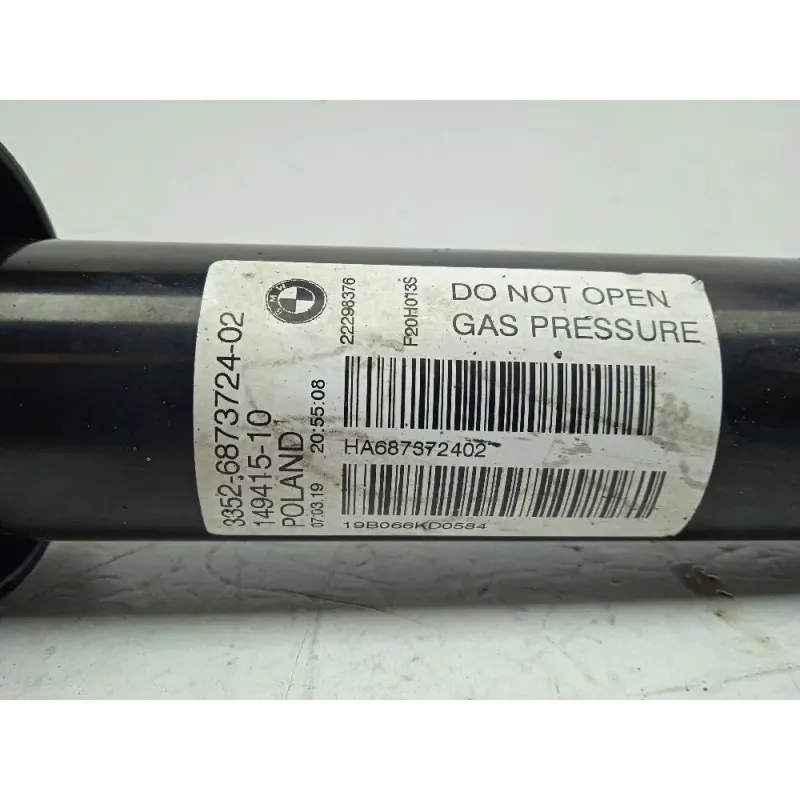 BMW
3352-6873724-02
149415-10
POLAND
07.03.19 20:55:08
22298376
F20H013S
DO NOT OPEN
GAS PRESSURE
HA687372402
19B066KD0584